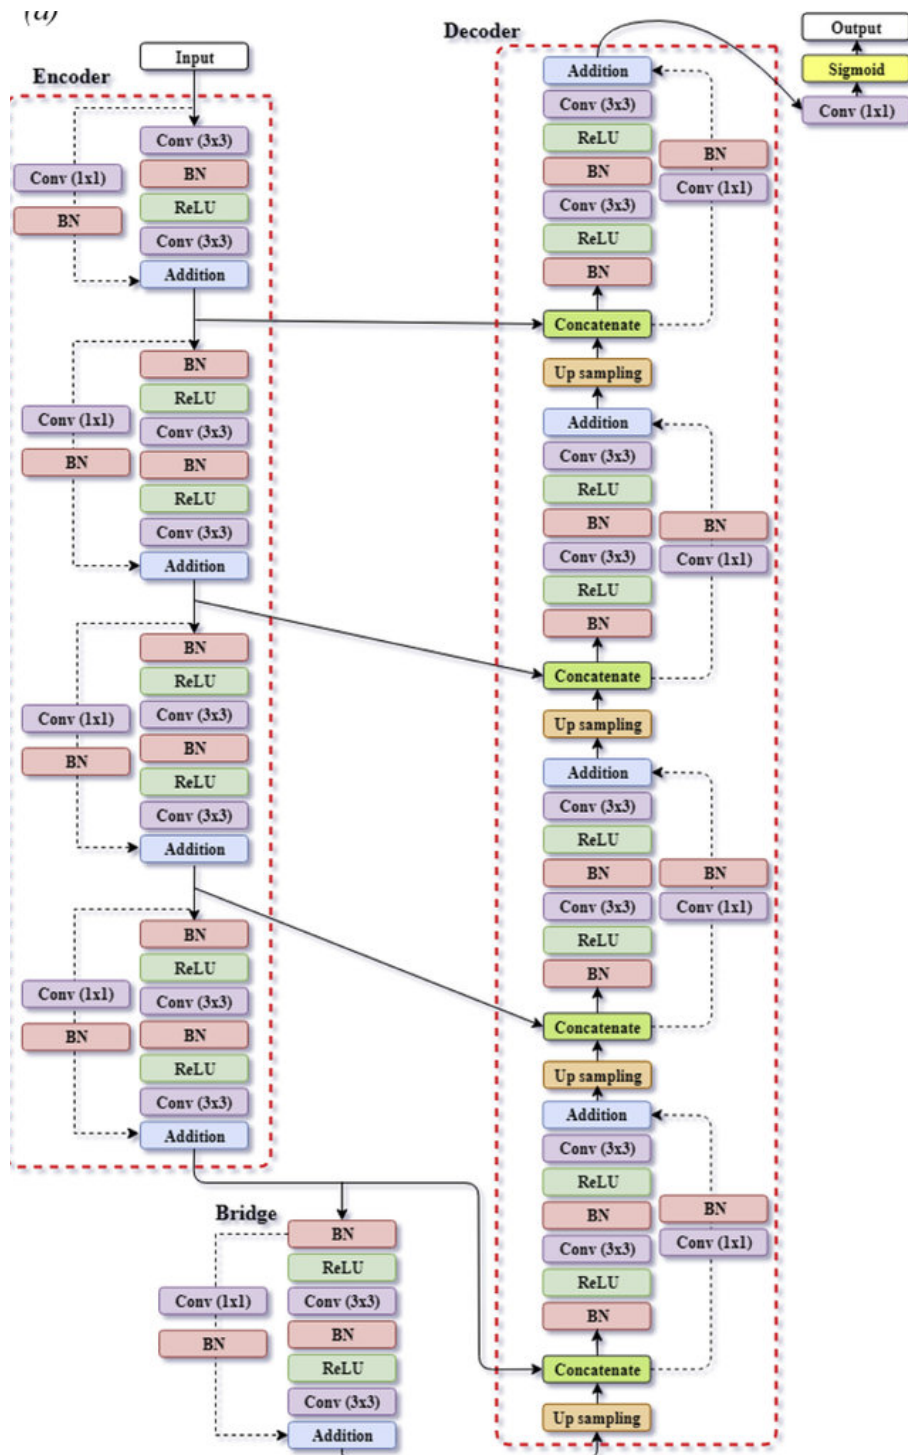 (a)
Input
Encoder
Conv (3x3)
BN
ReLU
Conv (3x3)
Addition
Conv (1x1)
BN
BN
ReLU
Conv (3x3)
BN
ReLU
Conv (3x3)
Addition
Conv (1x1)
BN
BN
ReLU
Conv (3x3)
BN
ReLU
Conv (3x3)
Addition
Conv (1x1)
BN
BN
ReLU
Conv (3x3)
BN
ReLU
Conv (3x3)
Addition
Conv (1x1)
BN
Bridge
BN
ReLU
Conv (3x3)
BN
ReLU
Conv (3x3)
Addition
Conv (1x1)
BN
Decoder
Addition
Conv (3x3)
ReLU
BN
Conv (3x3)
ReLU
BN
Concatenate
BN
Conv (1x1)
Up sampling
Addition
Conv (3x3)
ReLU
BN
Conv (3x3)
ReLU
BN
Concatenate
BN
Conv (1x1)
Up sampling
Addition
Conv (3x3)
ReLU
BN
Conv (3x3)
ReLU
BN
Concatenate
BN
Conv (1x1)
Up sampling
Addition
Conv (3x3)
ReLU
BN
Conv (3x3)
ReLU
BN
Concatenate
BN
Conv (1x1)
Up sampling
Output
Sigmoid
Conv (1x1)